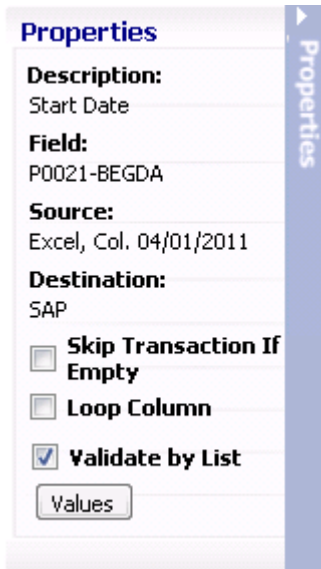 Properties
Description:
Start Date
Field:
P0021-BEGDA
Source:
Excel, Col. 04/01/2011
Destination:
SAP
Skip Transaction If
Empty
Loop Column
Validate by List
Values
Properties